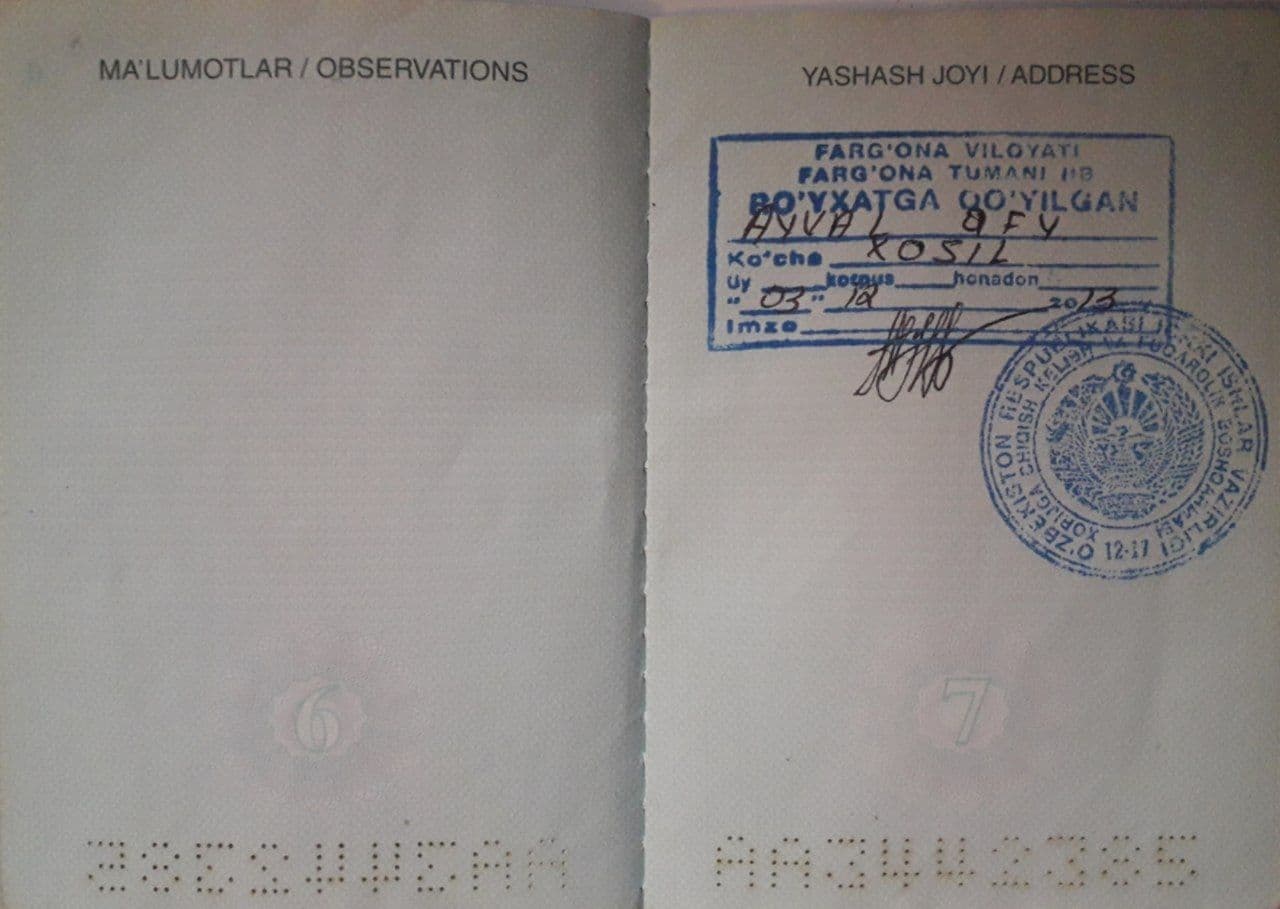 MA'LUMOTLAR / OBSERVATIONS
6
YASHASH JOYI / ADDRESS
7
FARG'ONA VILOYATI
FARG'ONA TUMANI IIB
RO'YXATGA QO'YILGAN
AYVAL QFY
Ko'cha XOSIL
Uy korpus honadon
"03" 12 2013
Imzo
O'ZBEKISTON RESPUBLIKASI ICHKI ISHLAR VAZIRLIGI
XORIJGA CHIQISH KELISH VA FUQAROLIK BOSHQARMASI
12-17
7
AA3442385